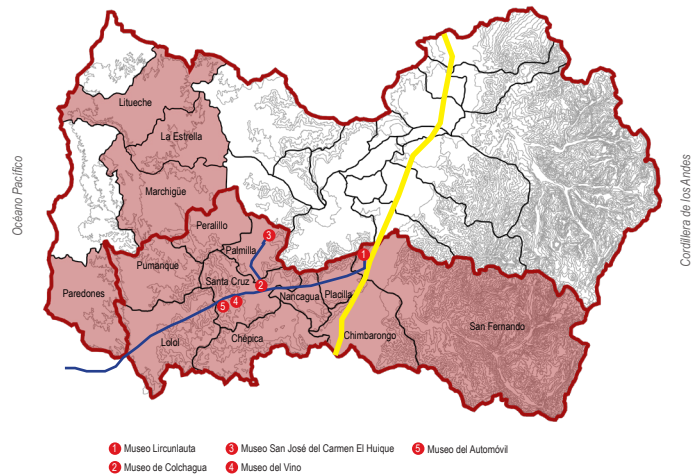 Litueche
La Estrella
Océano Pacífico
Marchigüe
Cordillera de los Andes
Peralillo
3
Palmilla
1
Pumanque
Santa Cruz
2
Paredones
Nancagua
Placilla
5
4
San Fernando
Lolol
Chépica
Chimbarongo
1 Museo Lircunlauta
3 Museo San José del Carmen El Huique
5 Museo del Automóvil
2 Museo de Colchagua
4 Museo del Vino